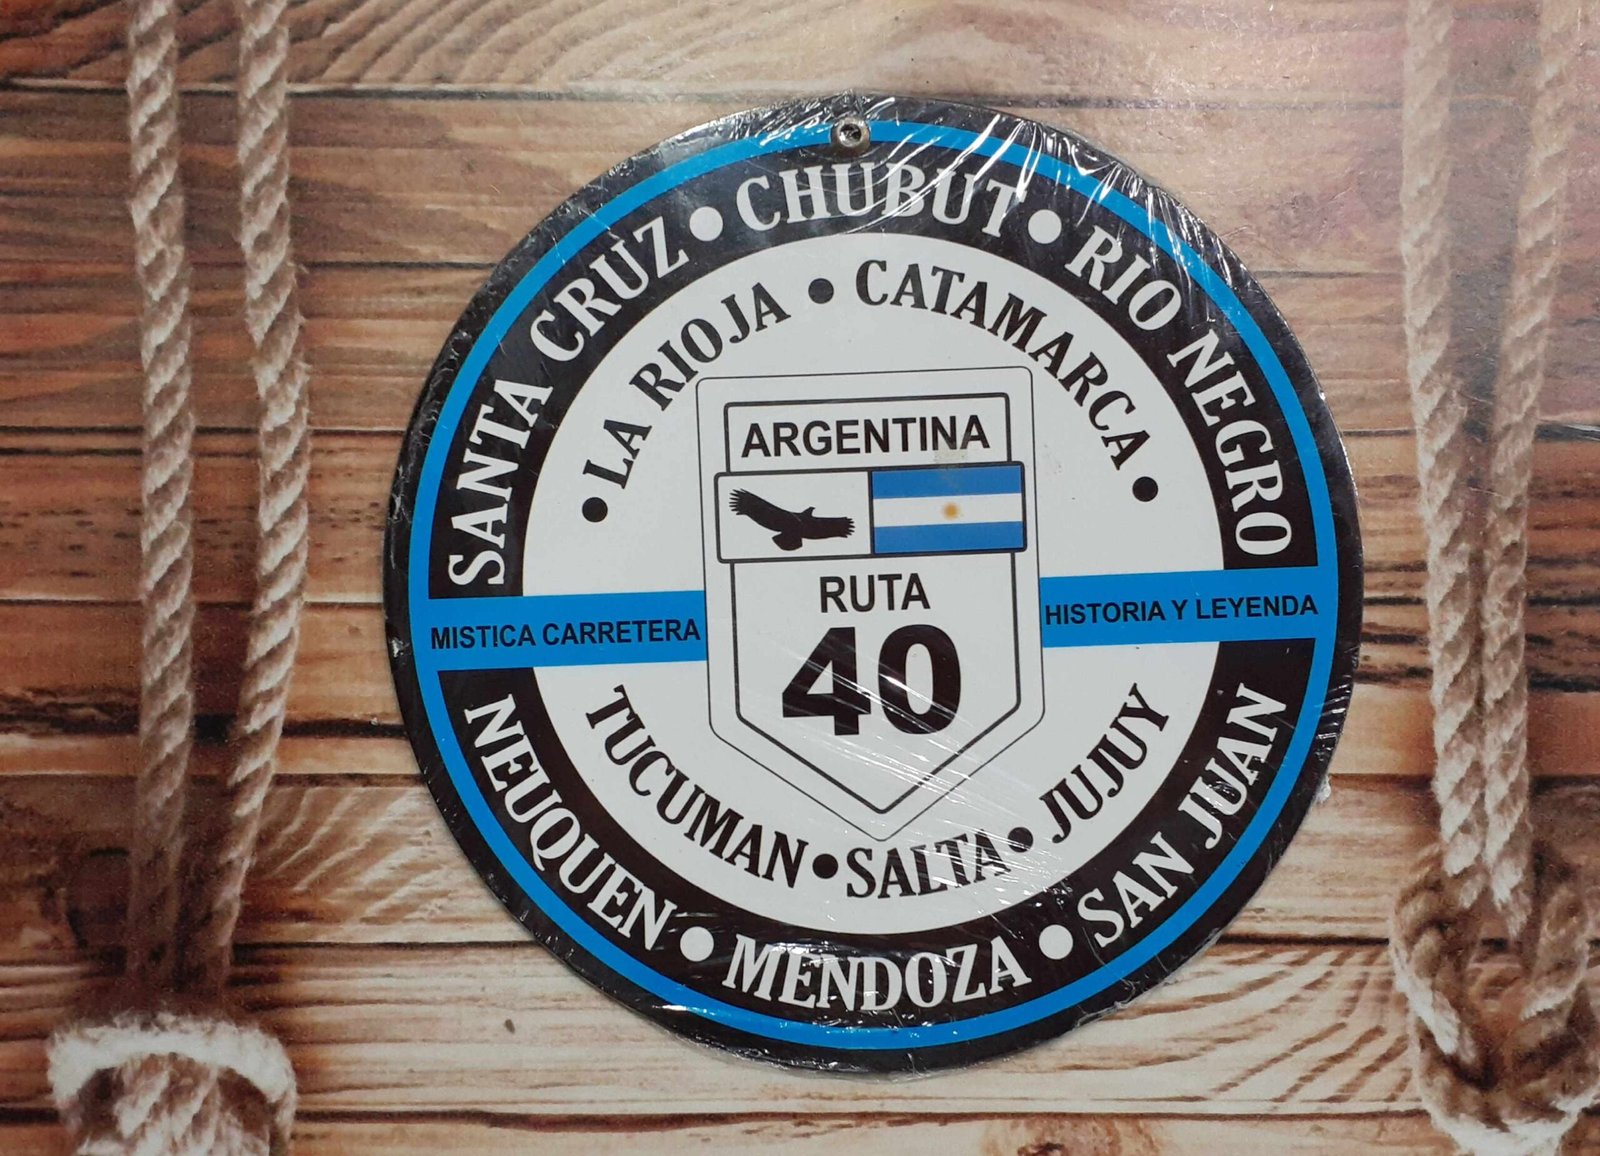 SANTA CRUZ • CHUBUT • RIO NEGRO
• LA RIOJA • CATAMARCA •
ARGENTINA
RUTA
40
MISTICA CARRETERA
HISTORIA Y LEYENDA
TUCUMAN • SALTA • JUJUY
NEUQUEN • MENDOZA • SAN JUAN